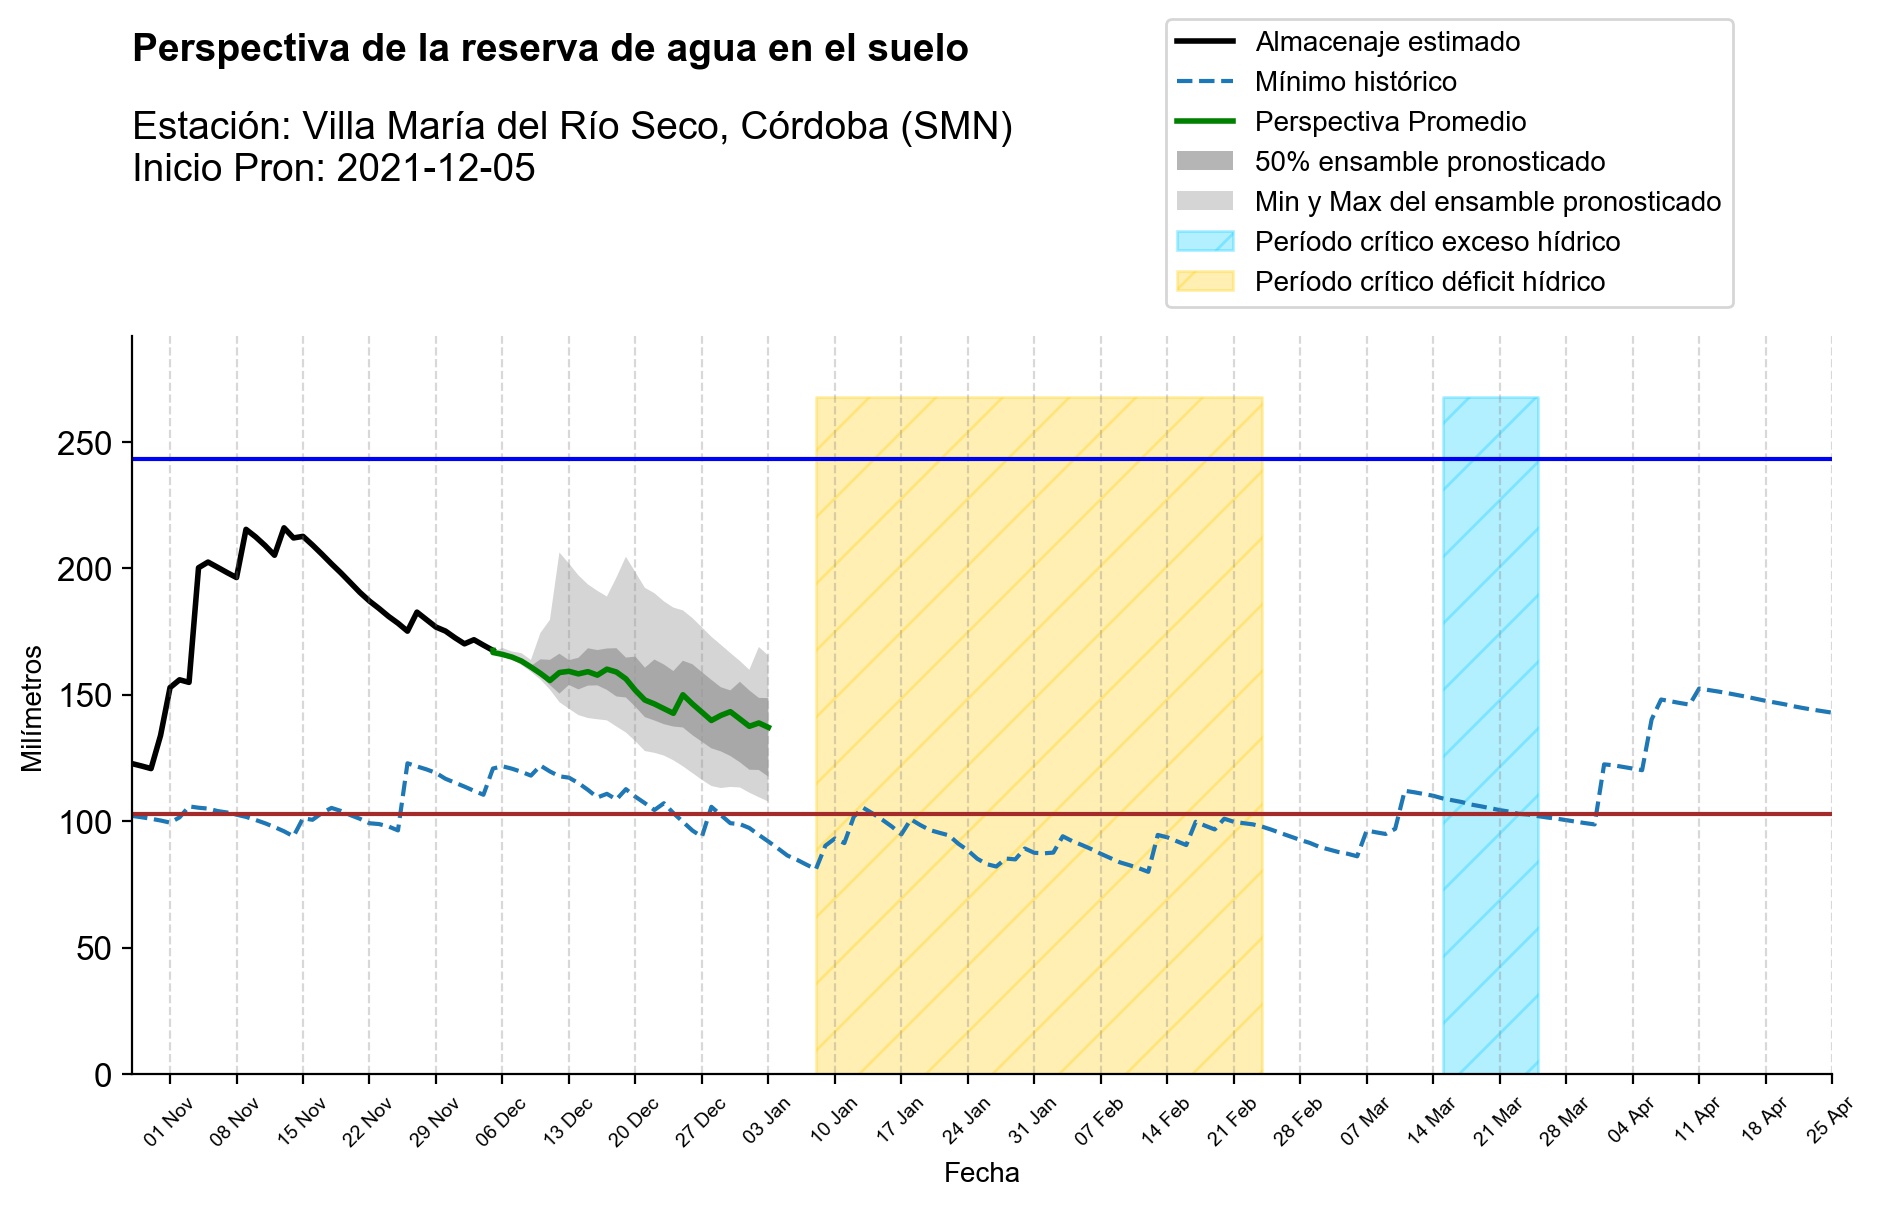 Perspectiva de la reserva de agua en el suelo
Estación: Villa María del Río Seco, Córdoba (SMN)
Inicio Pron: 2021-12-05
Almacenaje estimado
Mínimo histórico
Perspectiva Promedio
50% ensamble pronosticado
Min y Max del ensamble pronosticado
Período crítico exceso hídrico
Período crítico déficit hídrico
Milímetros
250
200
150
100
50
0
01 Nov
08 Nov
15 Nov
22 Nov
29 Nov
06 Dec
13 Dec
20 Dec
27 Dec
03 Jan
10 Jan
17 Jan
24 Jan
31 Jan
07 Feb
14 Feb
21 Feb
28 Feb
07 Mar
14 Mar
21 Mar
28 Mar
04 Apr
11 Apr
18 Apr
25 Apr
Fecha